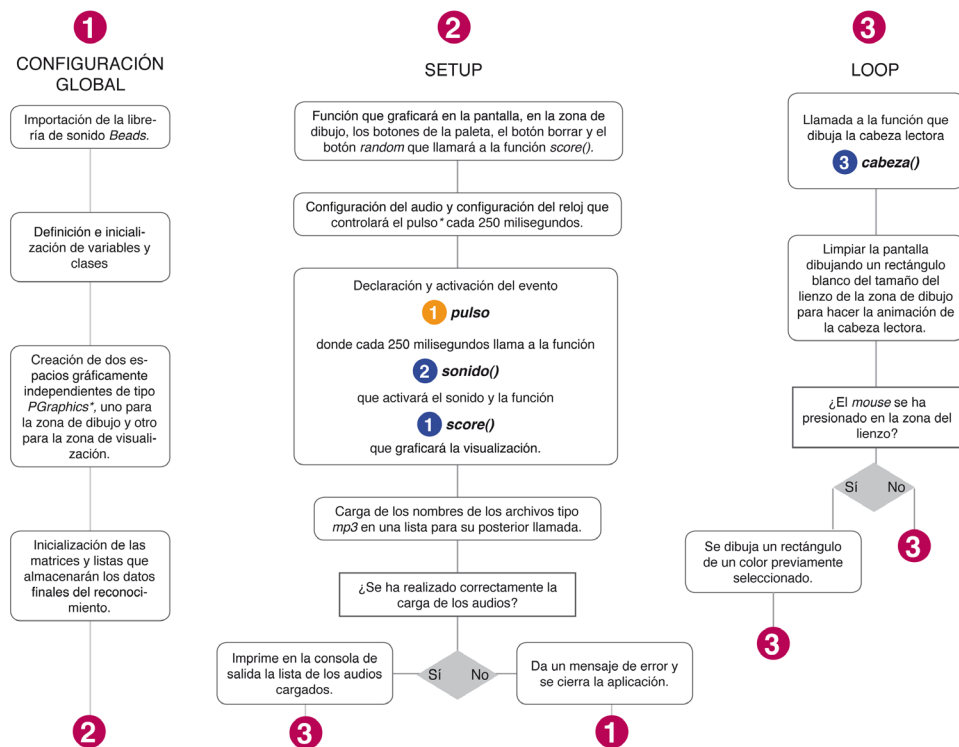 1
CONFIGURACIÓN
GLOBAL
Importación de la libre-
ría de sonido Beads.
Definición e iniciali-
zación de variables y
clases
Creación de dos es-
pacios gráficamente
independientes de tipo
PGraphics*, uno para
la zona de dibujo y otro
para la zona de visuali-
zación.
Inicialización de las
matrices y listas que
almacenarán los datos
finales del reconoci-
miento.
2
2
SETUP
Función que graficará en la pantalla, en la zona de
dibujo, los botones de la paleta, el botón borrar y el
botón random que llamará a la función score().
Configuración del audio y configuración del reloj que
controlará el pulso* cada 250 milisegundos.
Declaración y activación del evento
1 pulso
donde cada 250 milisegundos llama a la función
2 sonido()
que activará el sonido y la función
1 score()
que graficará la visualización.
Carga de los nombres de los archivos tipo
mp3 en una lista para su posterior llamada.
¿Se ha realizado correctamente la
carga de los audios?
Sí No
Imprime en la consola de
salida la lista de los audios
cargados.
3
Da un mensaje de error y
se cierra la aplicación.
1
3
LOOP
Llamada a la función que
dibuja la cabeza lectora
3 cabeza()
Limpiar la pantalla
dibujando un rectángulo
blanco del tamaño del
lienzo de la zona de dibujo
para hacer la animación de
la cabeza lectora.
¿El mouse se ha
presionado en la zona del
lienzo?
Sí No
3
Se dibuja un rectángulo
de un color previamente
seleccionado.
3